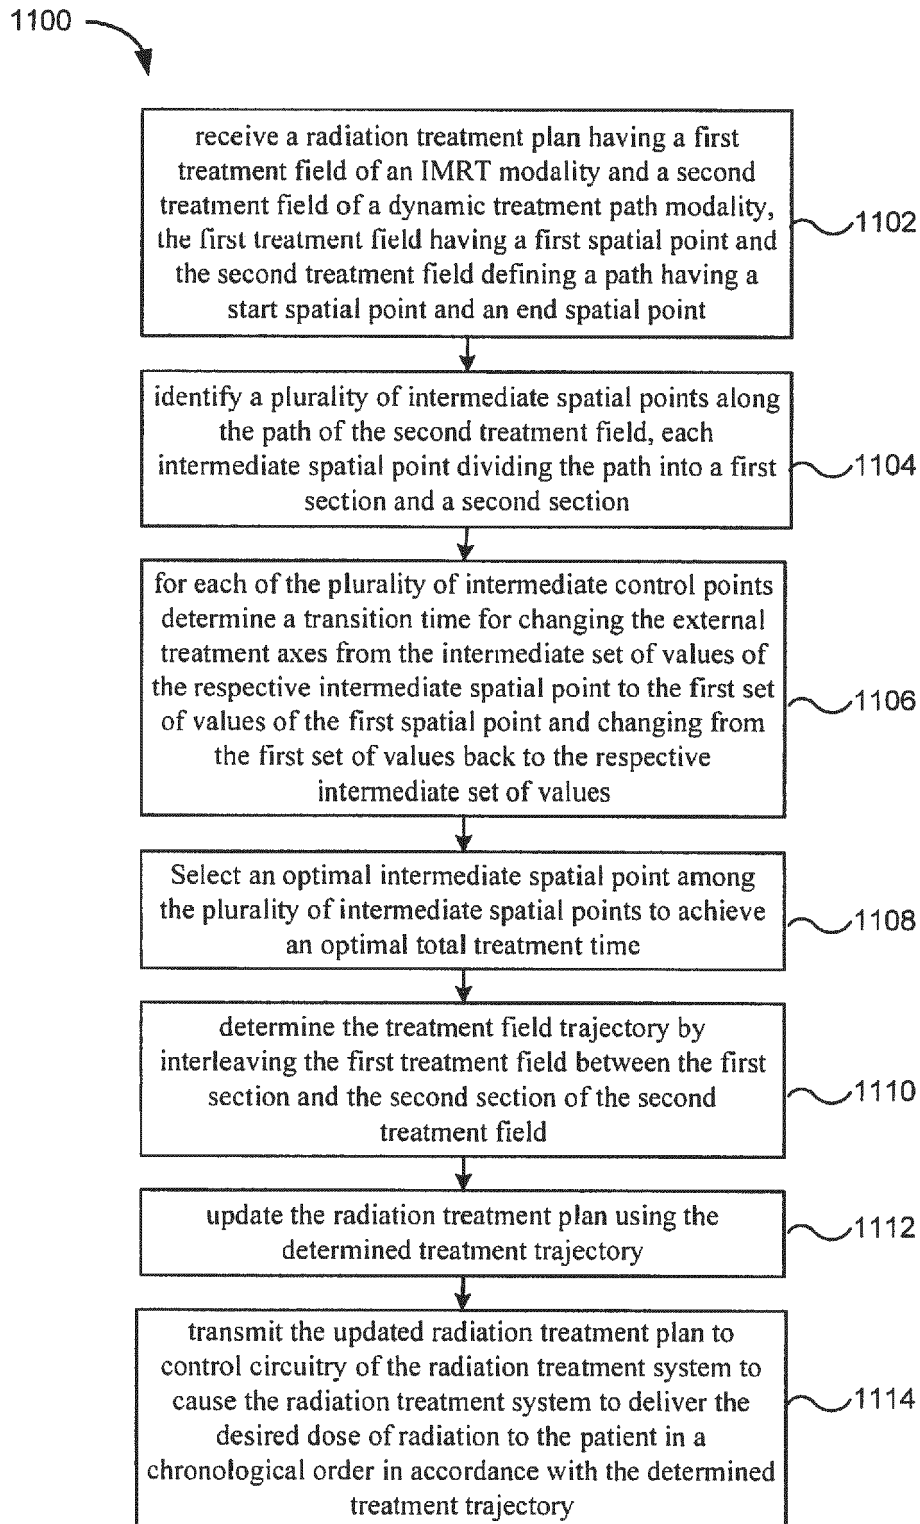 1100
receive a radiation treatment plan having a first
treatment field of an IMRT modality and a second
treatment field of a dynamic treatment path modality,
the first treatment field having a first spatial point and
the second treatment field defining a path having a
start spatial point and an end spatial point
1102
identify a plurality of intermediate spatial points along
the path of the second treatment field, each
intermediate spatial point dividing the path into a first
section and a second section
1104
for each of the plurality of intermediate control points
determine a transition time for changing the external
treatment axes from the intermediate set of values of
the respective intermediate spatial point to the first set
of values of the first spatial point and changing from
the first set of values back to the respective
intermediate set of values
1106
Select an optimal intermediate spatial point among
the plurality of intermediate spatial points to achieve
an optimal total treatment time
1108
determine the treatment field trajectory by
interleaving the first treatment field between the first
section and the second section of the second
treatment field
1110
update the radiation treatment plan using the
determined treatment trajectory
1112
transmit the updated radiation treatment plan to
control circuitry of the radiation treatment system to
cause the radiation treatment system to deliver the
desired dose of radiation to the patient in a
chronological order in accordance with the determined
treatment trajectory
1114